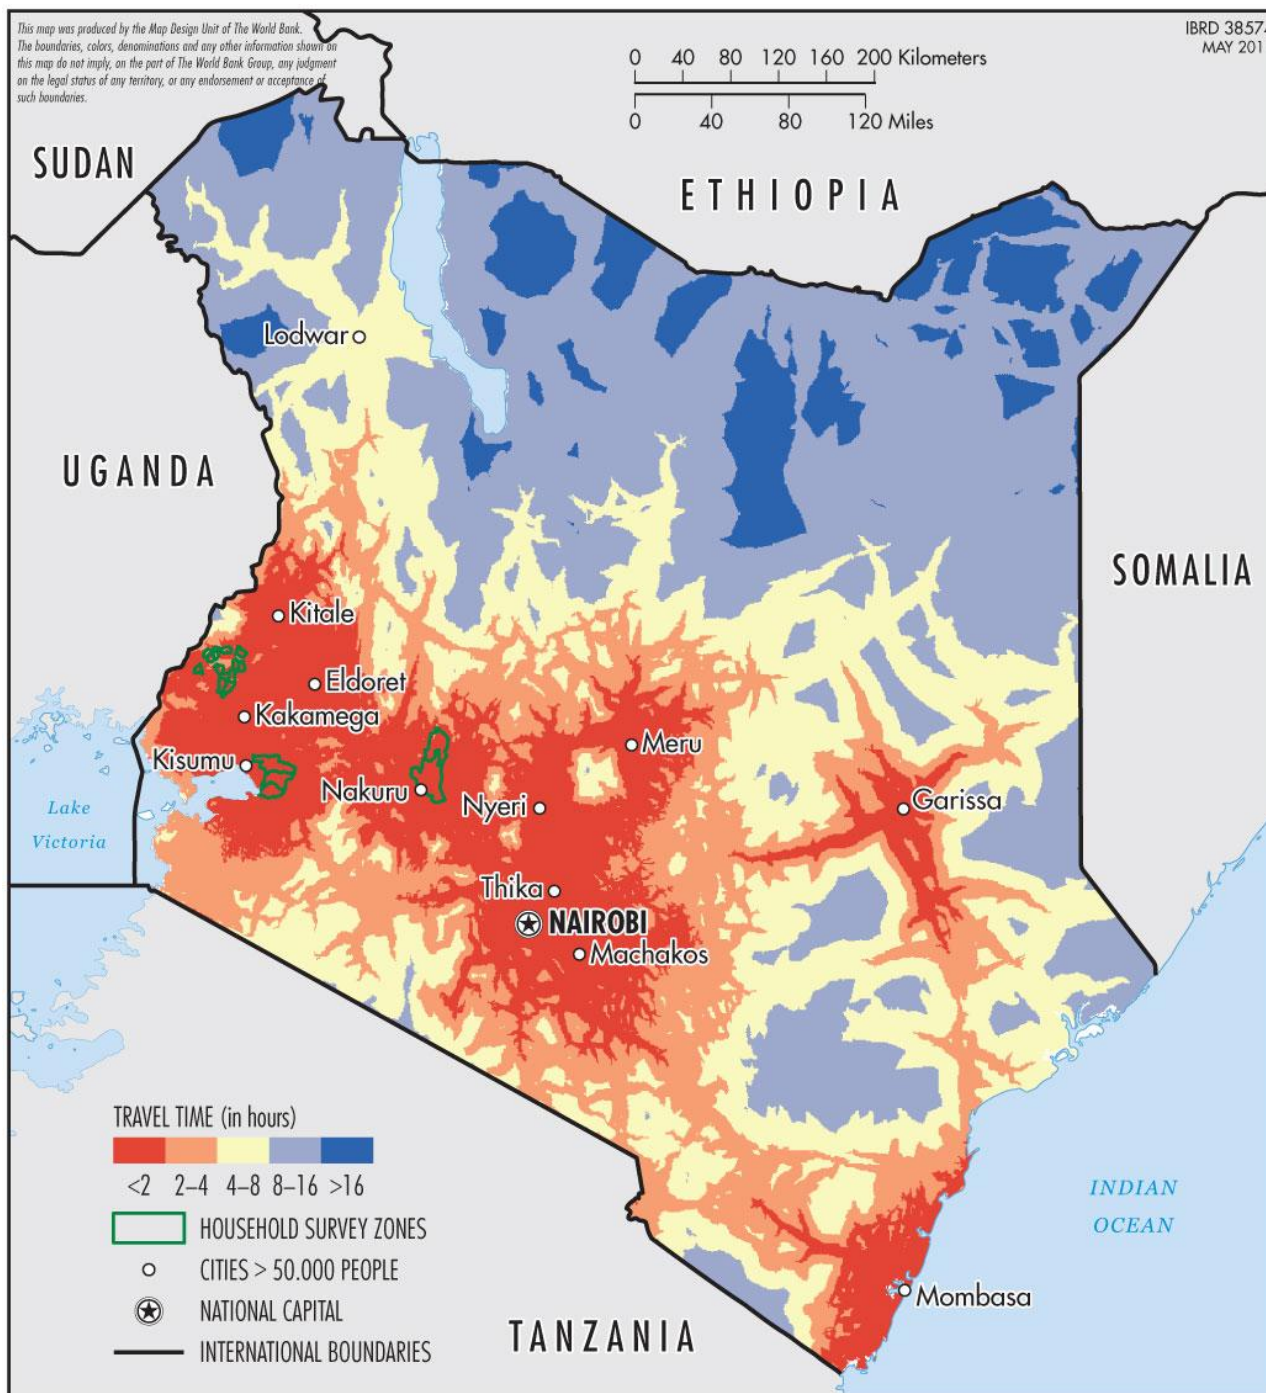 This map was produced by the Map Design Unit of The World Bank.
The boundaries, colors, denominations and any other information shown on
this map do not imply, on the part of The World Bank Group, any judgment
on the legal status of any territory, or any endorsement or acceptance of
such boundaries.
IBRD 38574
MAY 201
0 40 80 120 160 200 Kilometers
0 40 80 120 Miles
SUDAN
ETHIOPIA
Lodwar
UGANDA
SOMALIA
Kitale
Eldoret
Kakamega
Kisumu
Meru
Nakuru
Nyeri
Garissa
Lake
Victoria
Thika
NAIROBI
Machakos
TRAVEL TIME (in hours)
<2 2–4 4–8 8–16 >16
HOUSEHOLD SURVEY ZONES
CITIES > 50.000 PEOPLE
NATIONAL CAPITAL
INTERNATIONAL BOUNDARIES
INDIAN
OCEAN
Mombasa
TANZANIA